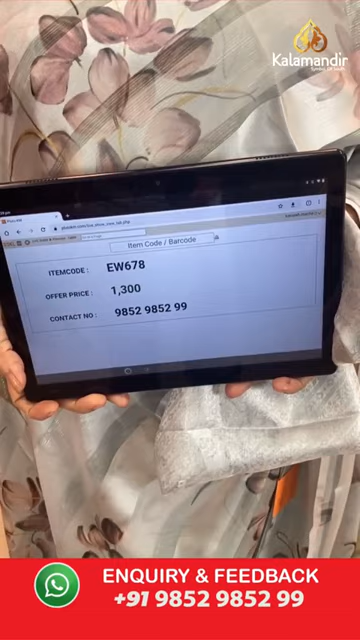 Kalamandir
Item Code / Barcode
ITEMCODE : EW678
OFFER PRICE : 1,300
CONTACT NO : 9852 9852 99
ENQUIRY & FEEDBACK
+91 9852 9852 99